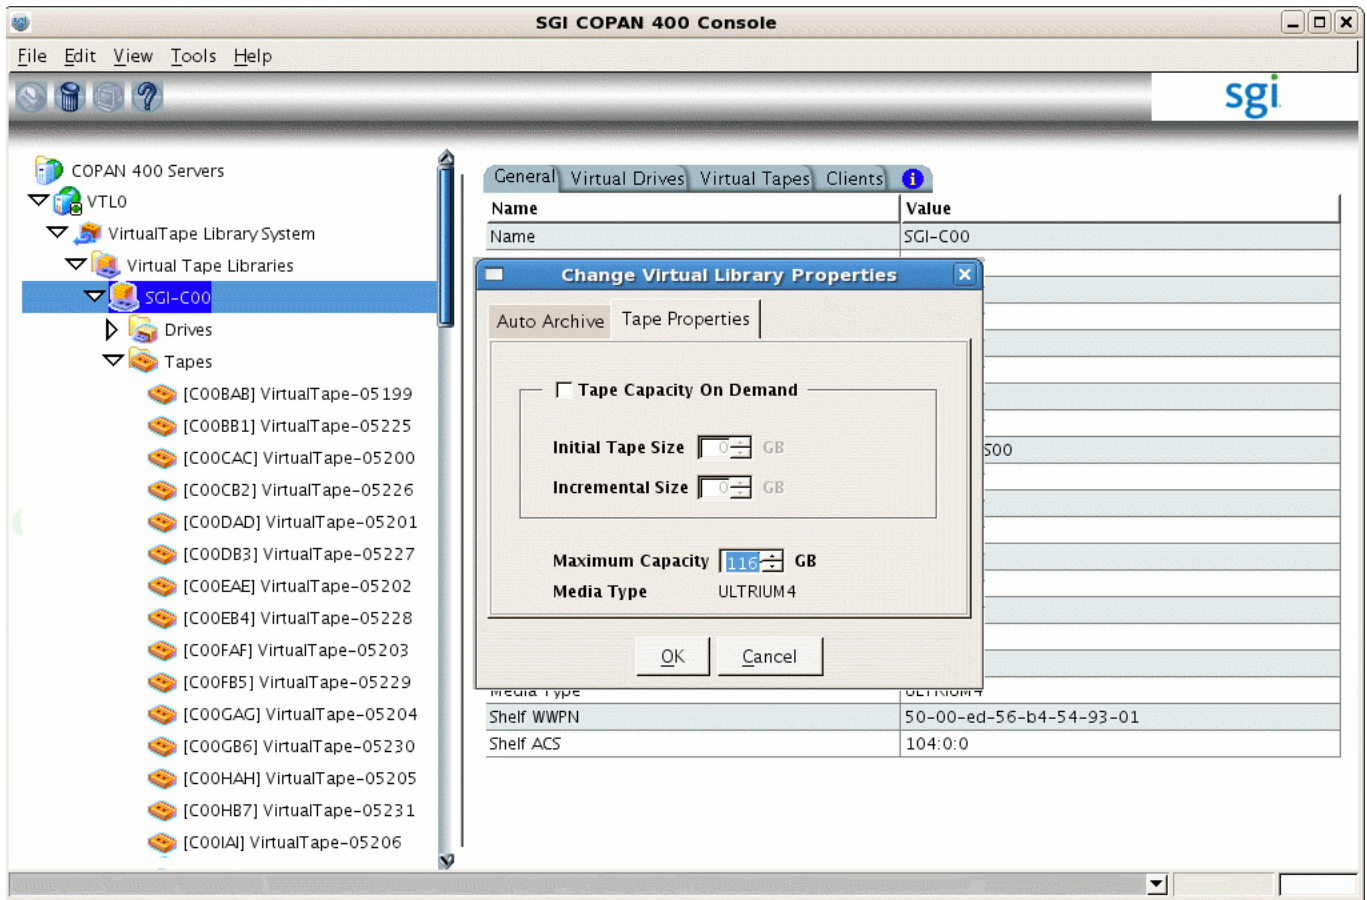 SGI COPAN 400 Console
File Edit View Tools Help
sgi
COPAN 400 Servers
VTL0
VirtualTape Library System
Virtual Tape Libraries
SGI-C00
Drives
Tapes
[C00BAB] VirtualTape-05199
[C00BB1] VirtualTape-05225
[C00CAC] VirtualTape-05200
[C00CB2] VirtualTape-05226
[C00DAD] VirtualTape-05201
[C00DB3] VirtualTape-05227
[C00EAE] VirtualTape-05202
[C00EB4] VirtualTape-05228
[C00FAF] VirtualTape-05203
[C00FB5] VirtualTape-05229
[C00GAG] VirtualTape-05204
[C00GB6] VirtualTape-05230
[C00HAH] VirtualTape-05205
[C00HB7] VirtualTape-05231
[C00IAI] VirtualTape-05206
General Virtual Drives Virtual Tapes Clients i
Name Value
Name SGI-C00
Change Virtual Library Properties
Auto Archive Tape Properties
Tape Capacity On Demand
Initial Tape Size 0 GB
Incremental Size 0 GB
Maximum Capacity 116 GB
Media Type ULTRIUM4
OK Cancel
Media Type ULTRIUM4
Shelf WWPN 50-00-ed-56-b4-54-93-01
Shelf ACS 104:0:0